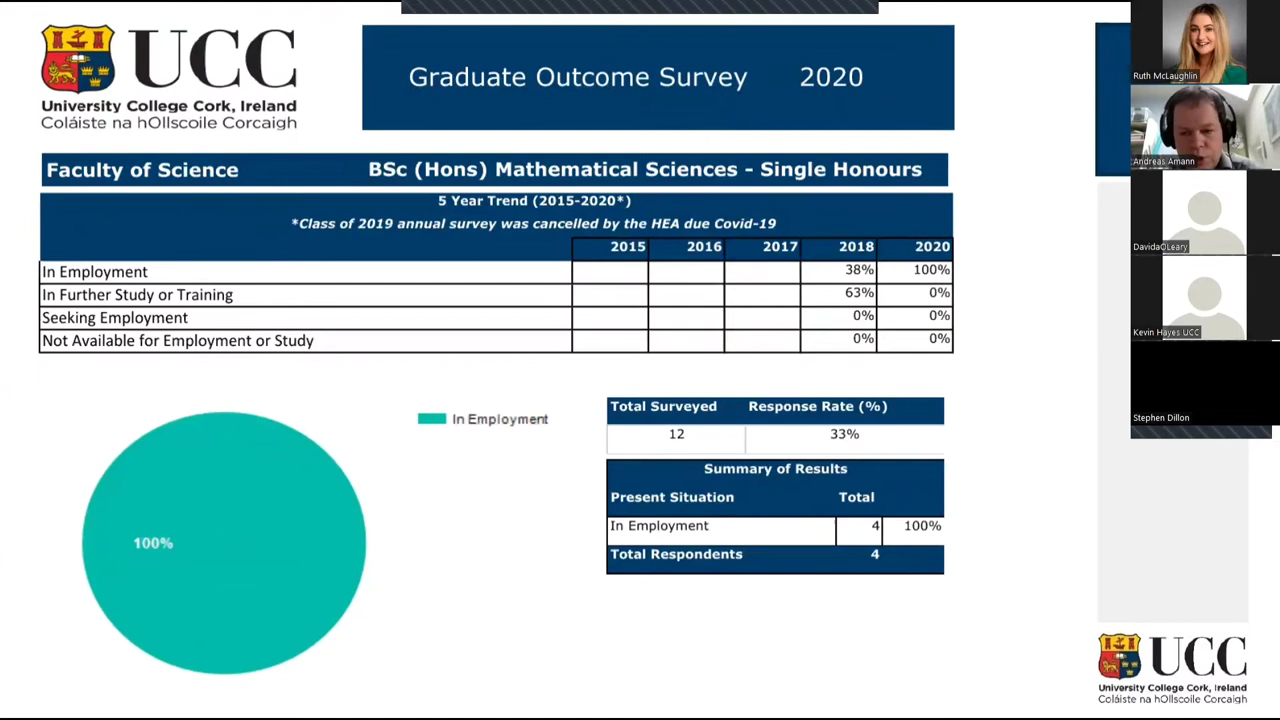 UCC
University College Cork, Ireland
Coláiste na hOllscoile Corcaigh
Graduate Outcome Survey 2020
Faculty of Science BSc (Hons) Mathematical Sciences - Single Honours
5 Year Trend (2015-2020*)
*Class of 2019 annual survey was cancelled by the HEA due Covid-19
2015 2016 2017 2018 2020
In Employment 38% 100%
In Further Study or Training 63% 0%
Seeking Employment 0% 0%
Not Available for Employment or Study 0% 0%
100%
In Employment
Total Surveyed Response Rate (%)
12 33%
Summary of Results
Present Situation Total
In Employment 4 100%
Total Respondents 4
Ruth McLaughlin
Andreas Amann
DavidaOLeary
Kevin Hayes UCC
Stephen Dillon
UCC
University College Cork, Ireland
Coláiste na hOllscoile Corcaigh